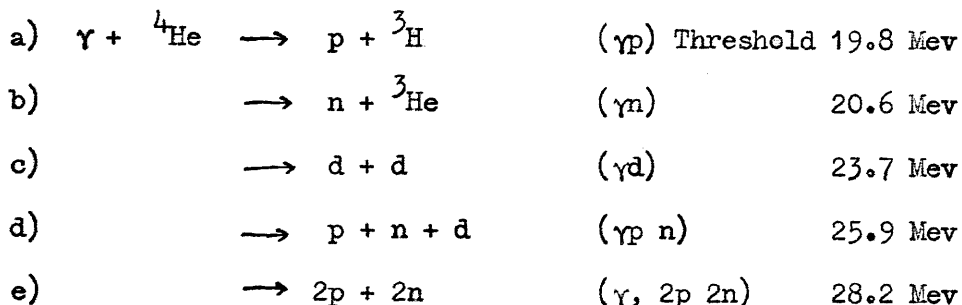 a) γ + ⁴He ⟶ p + ³H (γp) Threshold 19.8 Mev
b) ⟶ n + ³He (γn) 20.6 Mev
c) ⟶ d + d (γd) 23.7 Mev
d) ⟶ p + n + d (γp n) 25.9 Mev
e) ⟶ 2p + 2n (γ, 2p 2n) 28.2 Mev